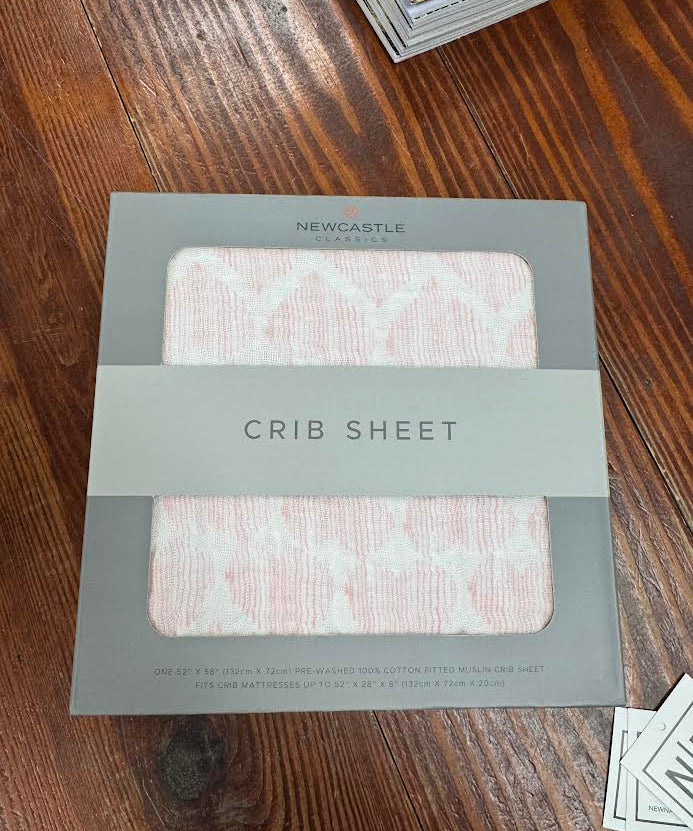 NEWCASTLE
CLASSICS
CRIB SHEET
ONE 52" X 58" (132cm X 72cm) PRE-WASHED 100% COTTON FITTED MUSLIN CRIB SHEET
FITS CRIB MATTRESSES UP TO 52" X 28" X 8" (132cm X 72cm X 20cm)